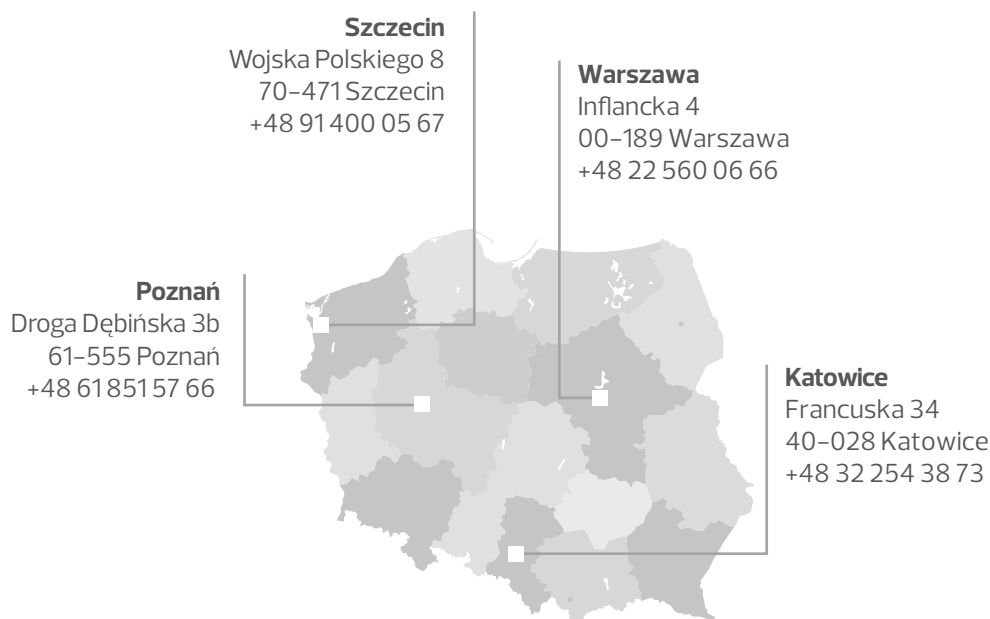 Szczecin
Wojska Polskiego 8
70-471 Szczecin
+48 91 400 05 67
Warszawa
Inflancka 4
00-189 Warszawa
+48 22 560 06 66
Poznań
Droga Dębińska 3b
61-555 Poznań
+48 61 851 57 66
Katowice
Francuska 34
40-028 Katowice
+48 32 254 38 73